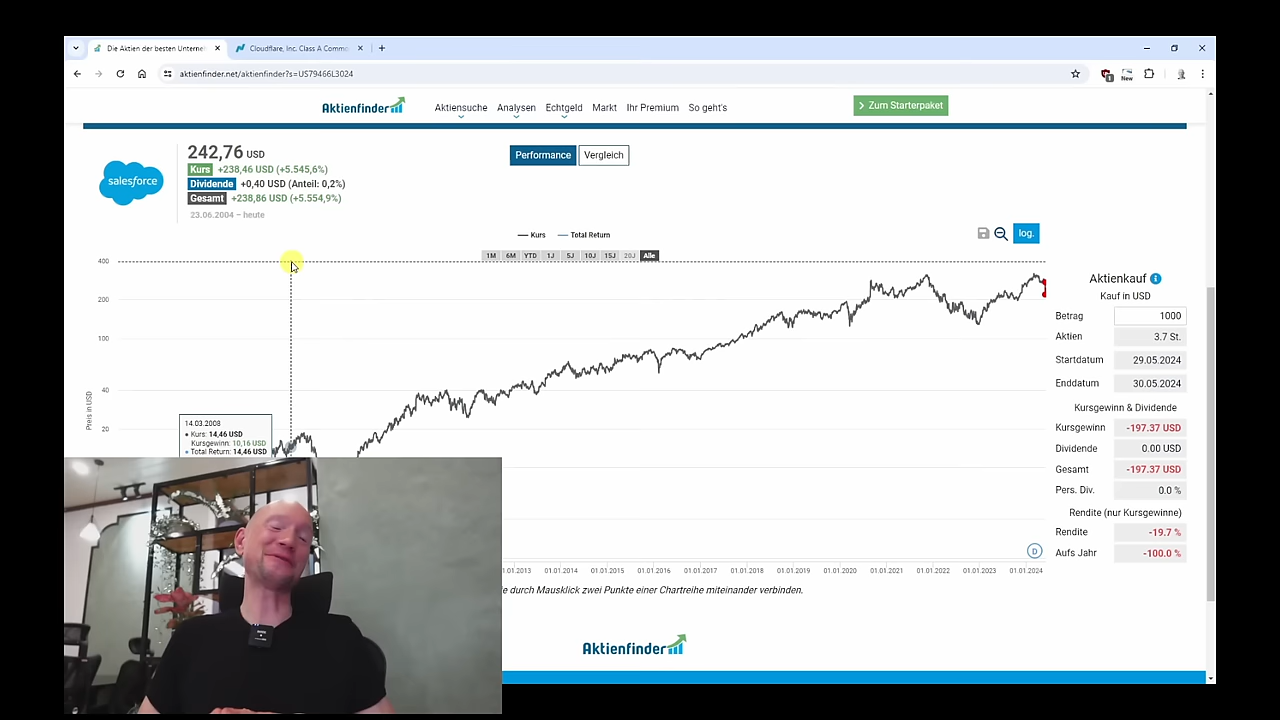 Die Aktien der besten Unterne
Cloudflare, Inc. Class A Commo
aktienfinder.net/aktienfinder?s=US79466L3024
New
Aktienfinder
Aktiensuche Analysen Echtgeld Markt Ihr Premium So geht's
Zum Starterpaket
salesforce
242,76 USD
Kurs +238,46 USD (+5.545,6%)
Dividende +0,40 USD (Anteil: 0,2%)
Gesamt +238,86 USD (+5.554,9%)
23.06.2004 – heute
Performance Vergleich
Kurs Total Return
log.
1M 6M YTD 1J 5J 10J 15J 20J Alle
400
200
100
40
20
Preis in USD
14.03.2008
Kurs: 14,46 USD
Kursgewinn: 10,16 USD
Total Return: 14,46 USD
D
01.01.2013 01.01.2014 01.01.2015 01.01.2016 01.01.2017 01.01.2018 01.01.2019 01.01.2020 01.01.2021 01.01.2022 01.01.2023 01.01.2024
e durch Mausklick zwei Punkte einer Chartreihe miteinander verbinden.
Aktienfinder
Aktienkauf
Kauf in USD
Betrag 1000
Aktien 3.7 St.
Startdatum 29.05.2024
Enddatum 30.05.2024
Kursgewinn & Dividende
Kursgewinn -197.37 USD
Dividende 0.00 USD
Gesamt -197.37 USD
Pers. Div. 0.0 %
Rendite (nur Kursgewinne)
Rendite -19.7 %
Aufs Jahr -100.0 %